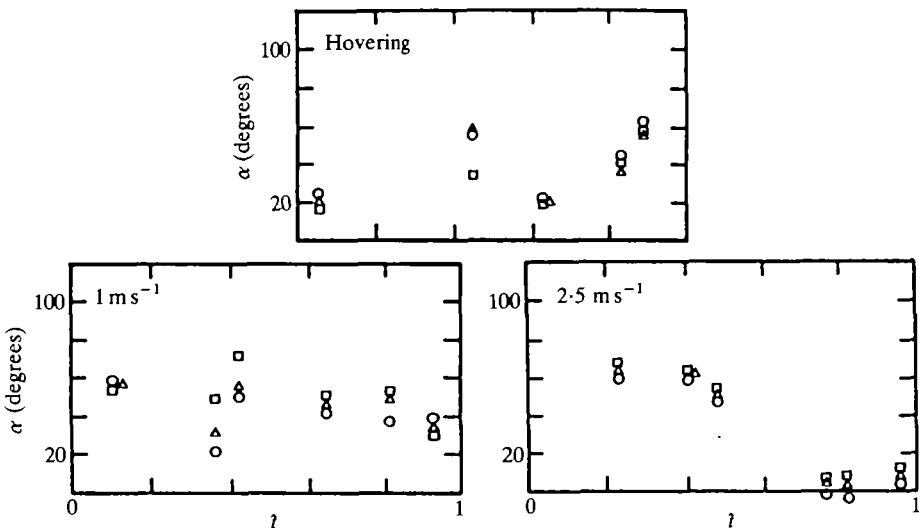 100
Hovering
α (degrees)
20
100
1 m s⁻¹
α (degrees)
20
0
1
t̂
100
2·5 m s⁻¹
20
0
1
t̂